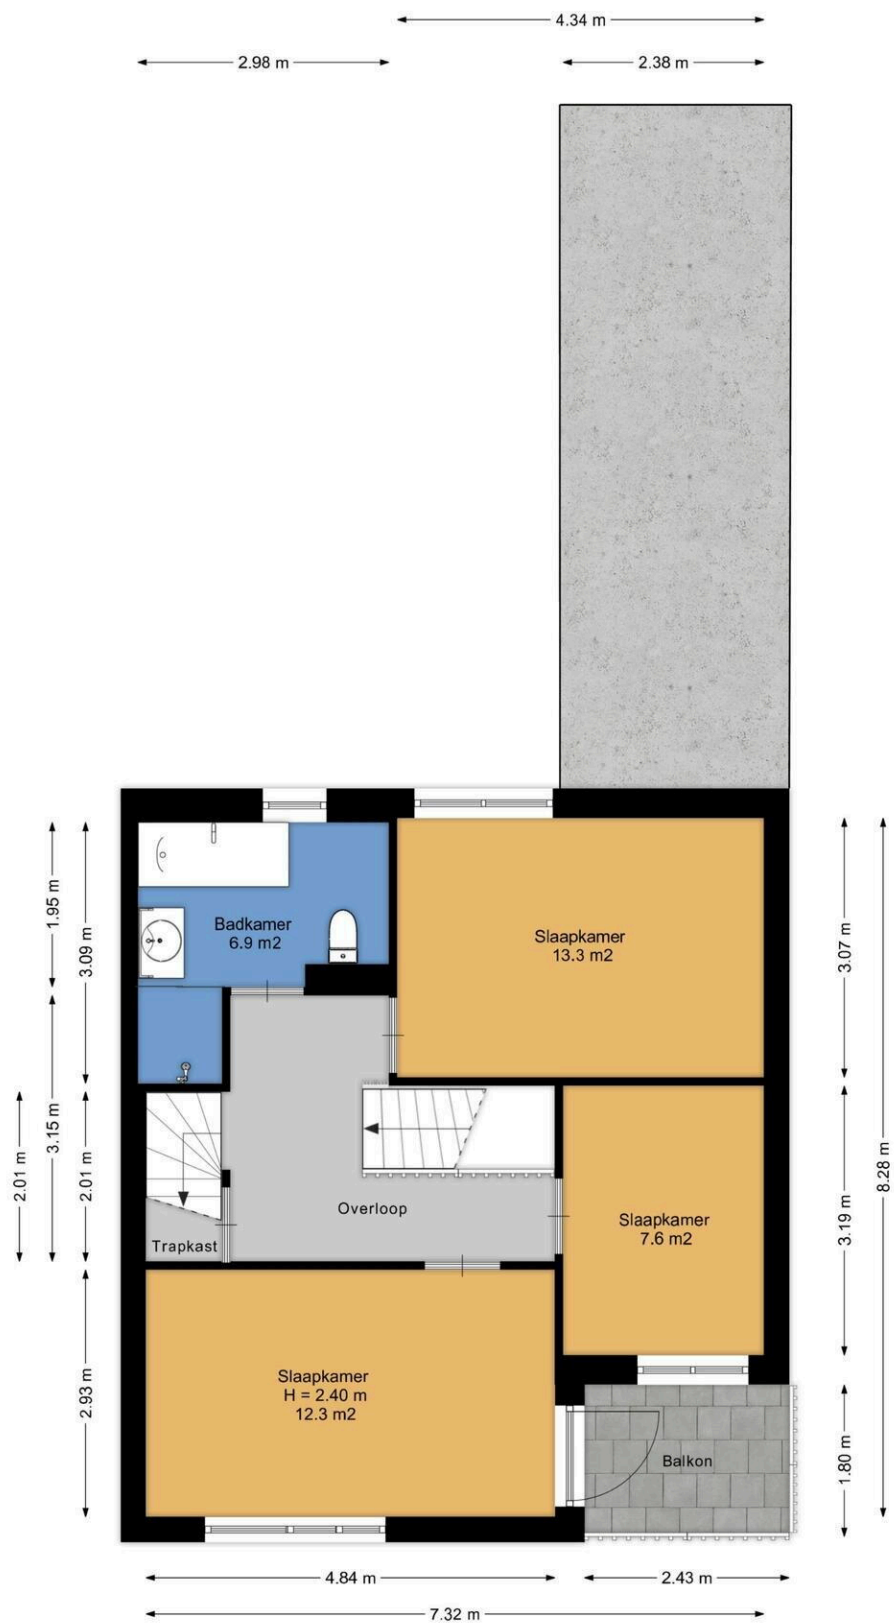 4.34 m
2.98 m
2.38 m
Badkamer
6.9 m2
Slaapkamer
13.3 m2
1.95 m
3.09 m
3.07 m
2.01 m
3.15 m
2.01 m
Overloop
Trapkast
Slaapkamer
7.6 m2
3.19 m
8.28 m
Slaapkamer
H = 2.40 m
12.3 m2
2.93 m
Balkon
1.80 m
4.84 m
2.43 m
7.32 m